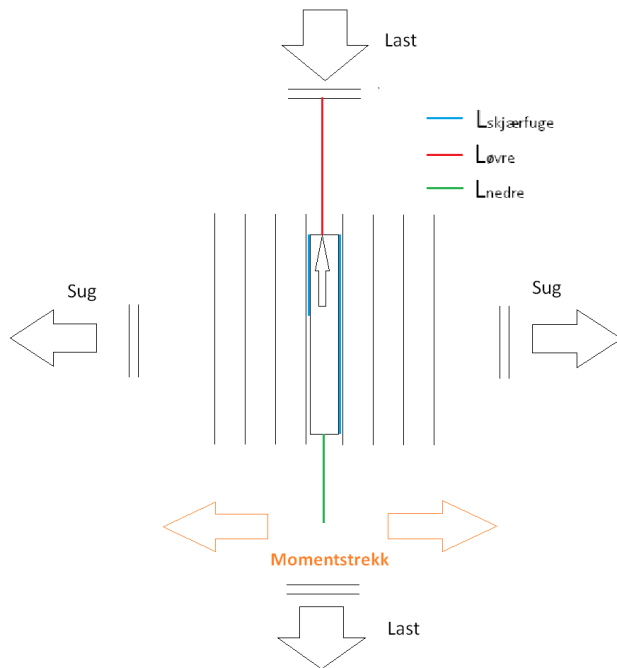 Last
Lskjærfuge
Løvre
Lnedre
Sug
Sug
Momentstrekk
Last